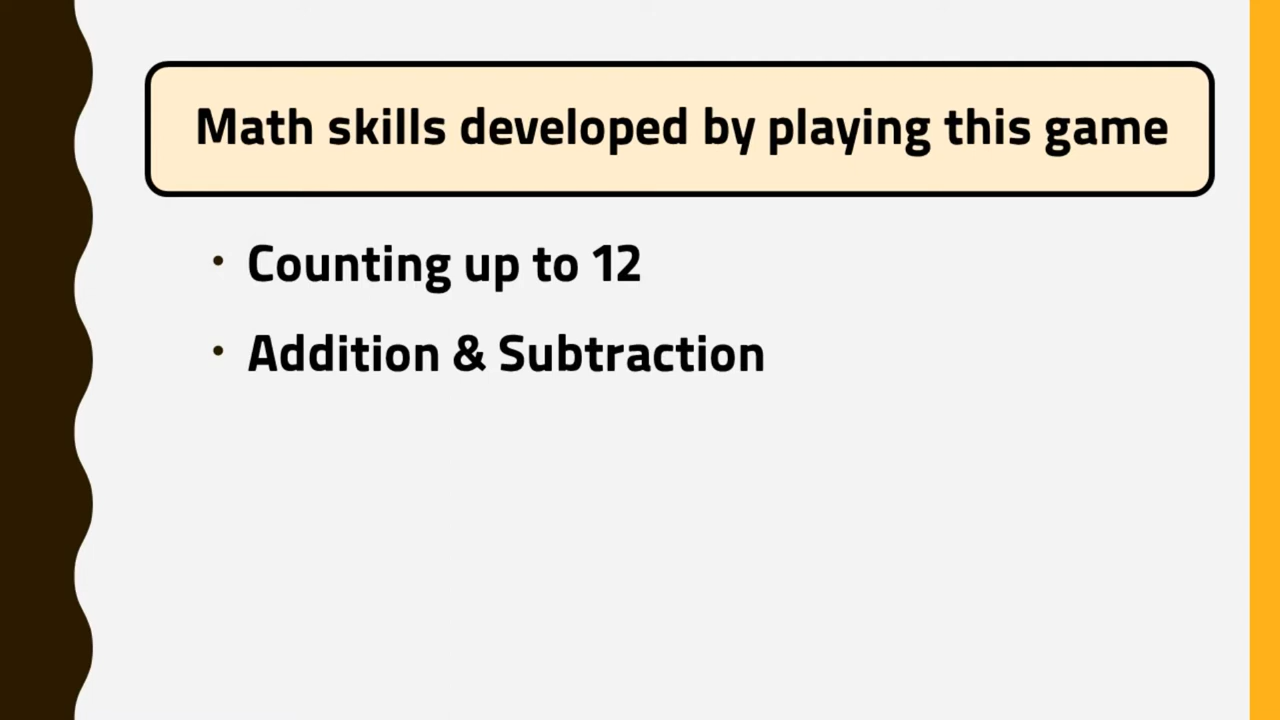 Math skills developed by playing this game
• Counting up to 12
• Addition & Subtraction